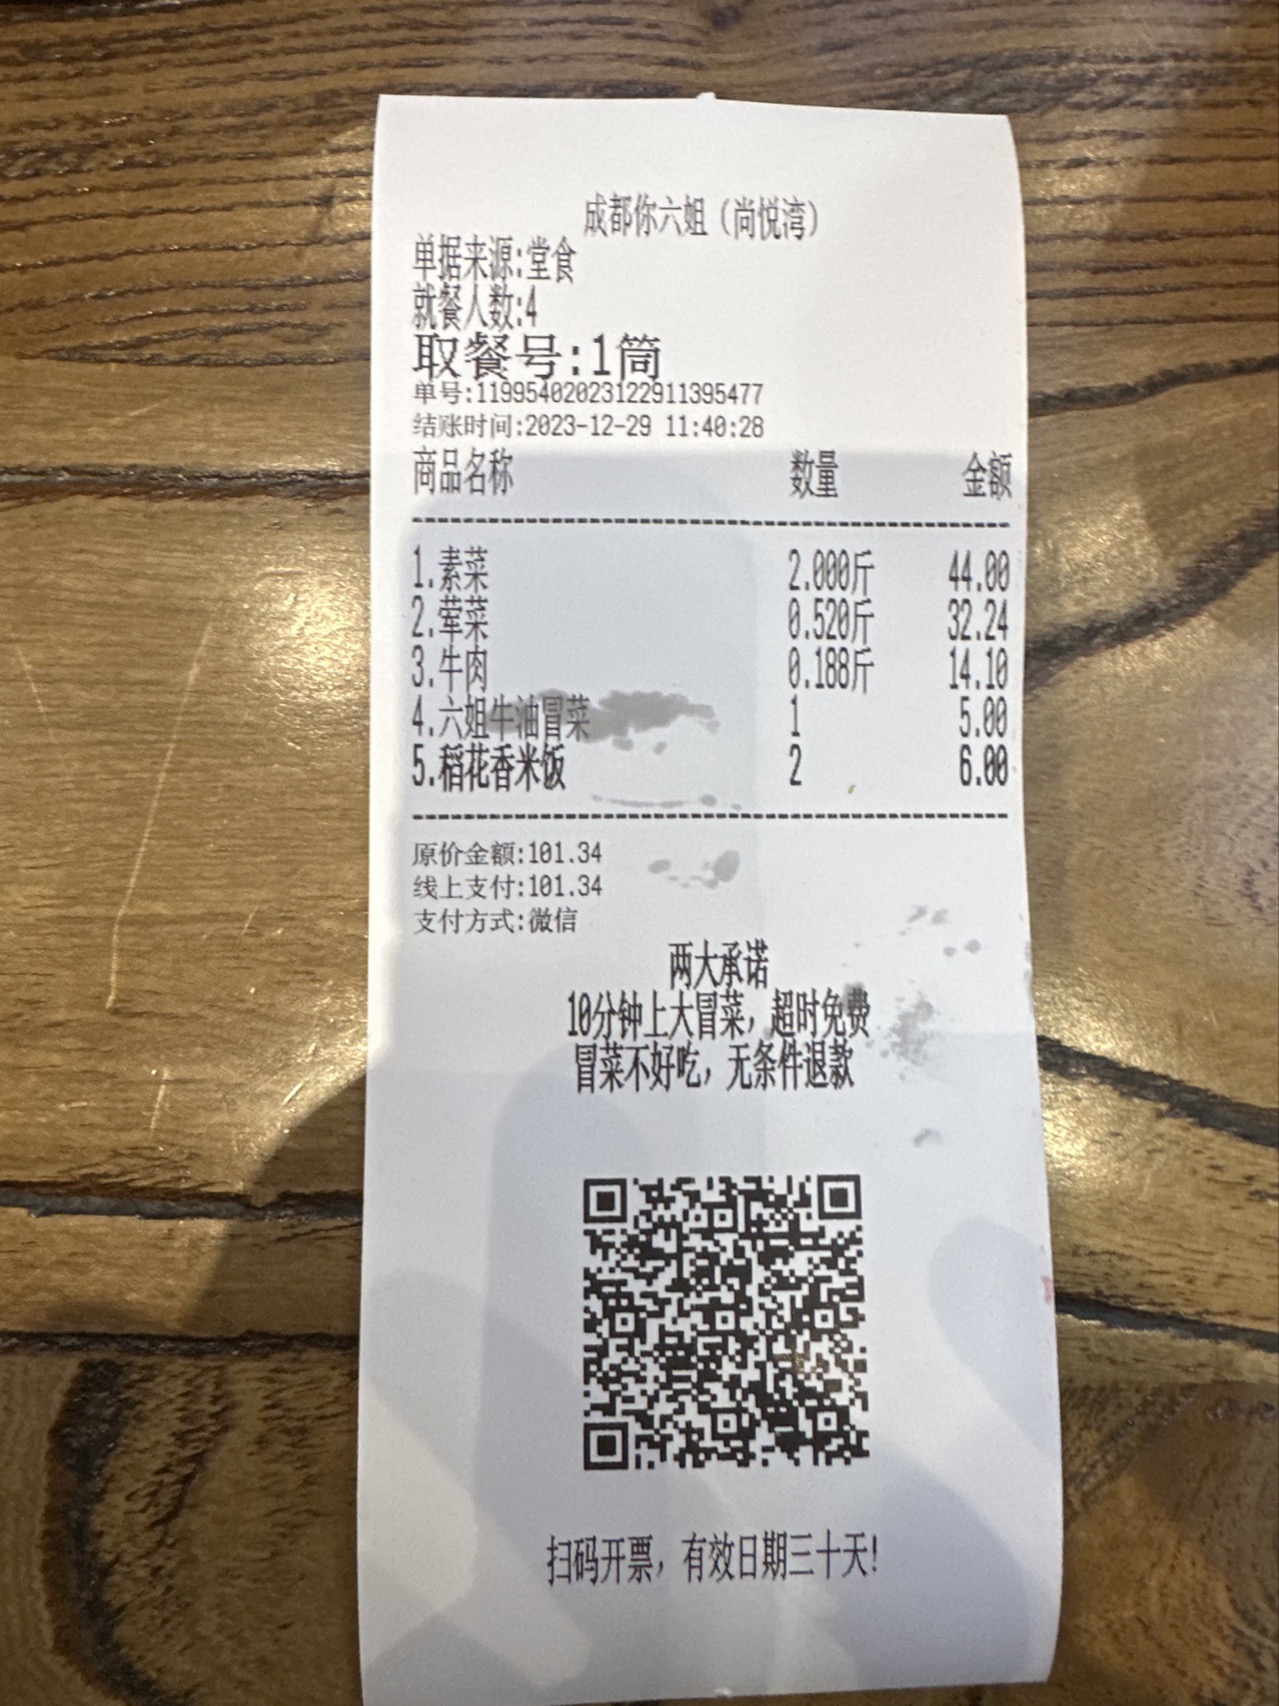 成都你六姐（尚悦湾）
单据来源:堂食
就餐人数:4
取餐号:1筒
单号:11995402023122911395477
结账时间:2023-12-29 11:40:28
商品名称 数量 金额
1.素菜 2.000斤 44.00
2.荤菜 0.520斤 32.24
3.牛肉 0.188斤 14.10
4.六姐牛油冒菜 1 5.00
5.稻花香米饭 2 6.00
原价金额:101.34
线上支付:101.34
支付方式:微信
两大承诺
10分钟上大冒菜，超时免费
冒菜不好吃，无条件退款
扫码开票，有效日期三十天!